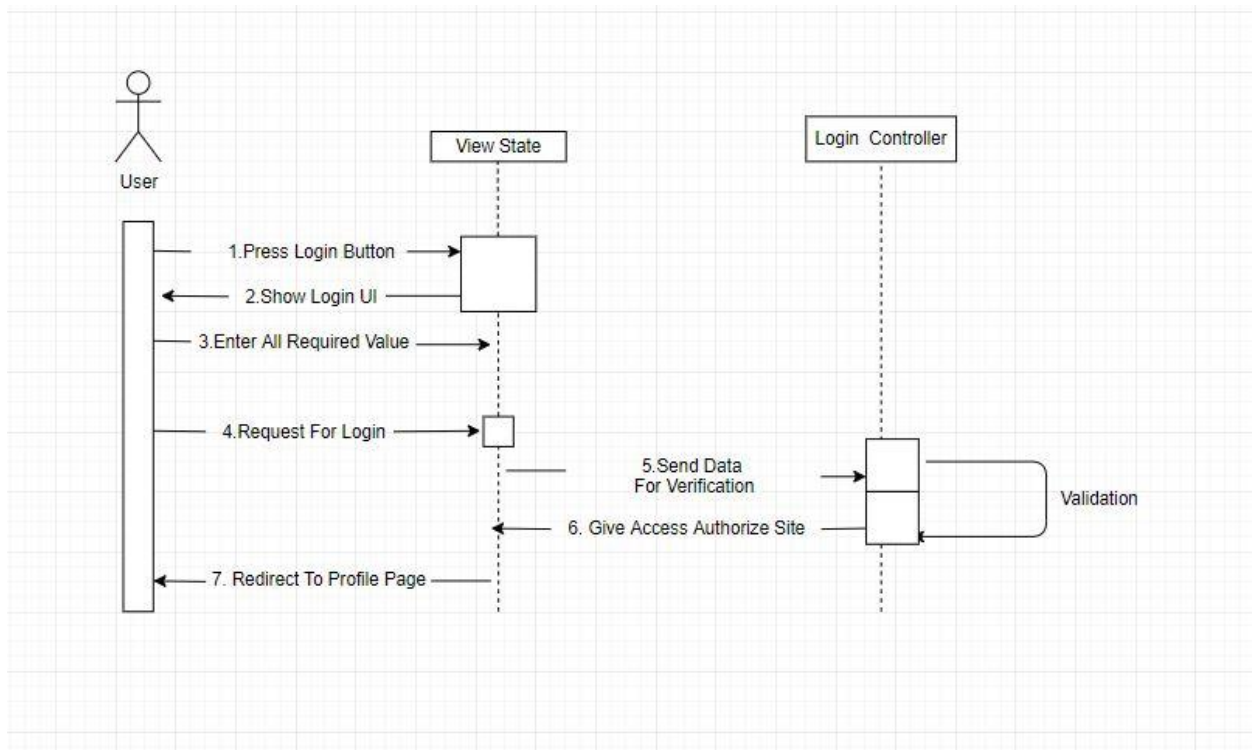 View State
Login Controller
User
1.Press Login Button
2.Show Login UI
3.Enter All Required Value
4.Request For Login
5.Send Data
For Verification
Validation
6. Give Access Authorize Site
7. Redirect To Profile Page